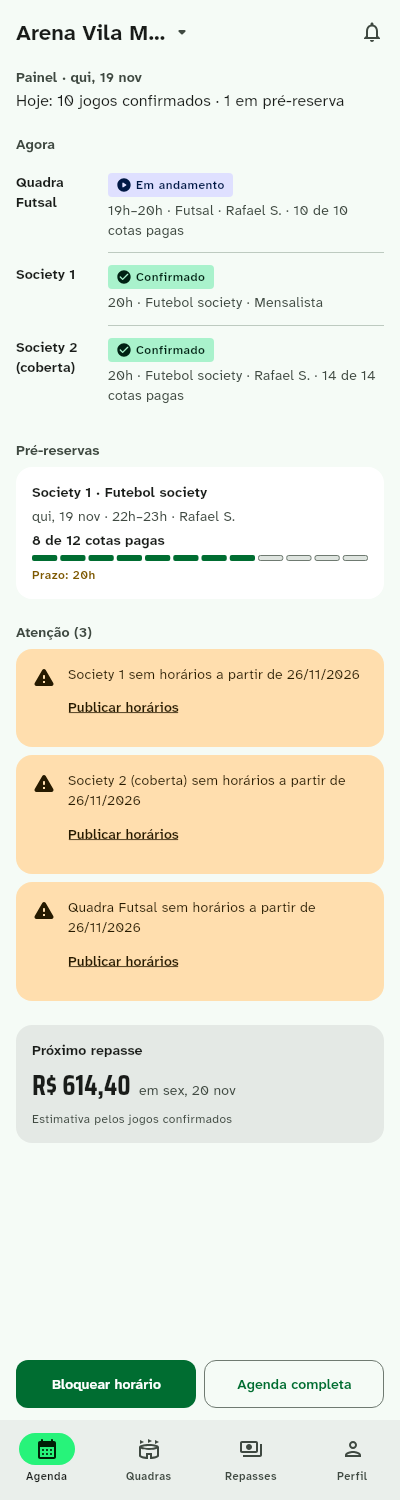 Arena Vila M...
Painel · qui, 19 nov
Hoje: 10 jogos confirmados · 1 em pré-reserva
Agora
Quadra
Futsal
Em andamento
19h–20h · Futsal · Rafael S. · 10 de 10
cotas pagas
Society 1
Confirmado
20h · Futebol society · Mensalista
Society 2
(coberta)
Confirmado
20h · Futebol society · Rafael S. · 14 de 14
cotas pagas
Pré-reservas
Society 1 · Futebol society
qui, 19 nov · 22h–23h · Rafael S.
8 de 12 cotas pagas
Prazo: 20h
Atenção (3)
Society 1 sem horários a partir de 26/11/2026
Publicar horários
Society 2 (coberta) sem horários a partir de
26/11/2026
Publicar horários
Quadra Futsal sem horários a partir de
26/11/2026
Publicar horários
Próximo repasse
R$ 614,40 em sex, 20 nov
Estimativa pelos jogos confirmados
Bloquear horário
Agenda completa
Agenda
Quadras
Repasses
Perfil